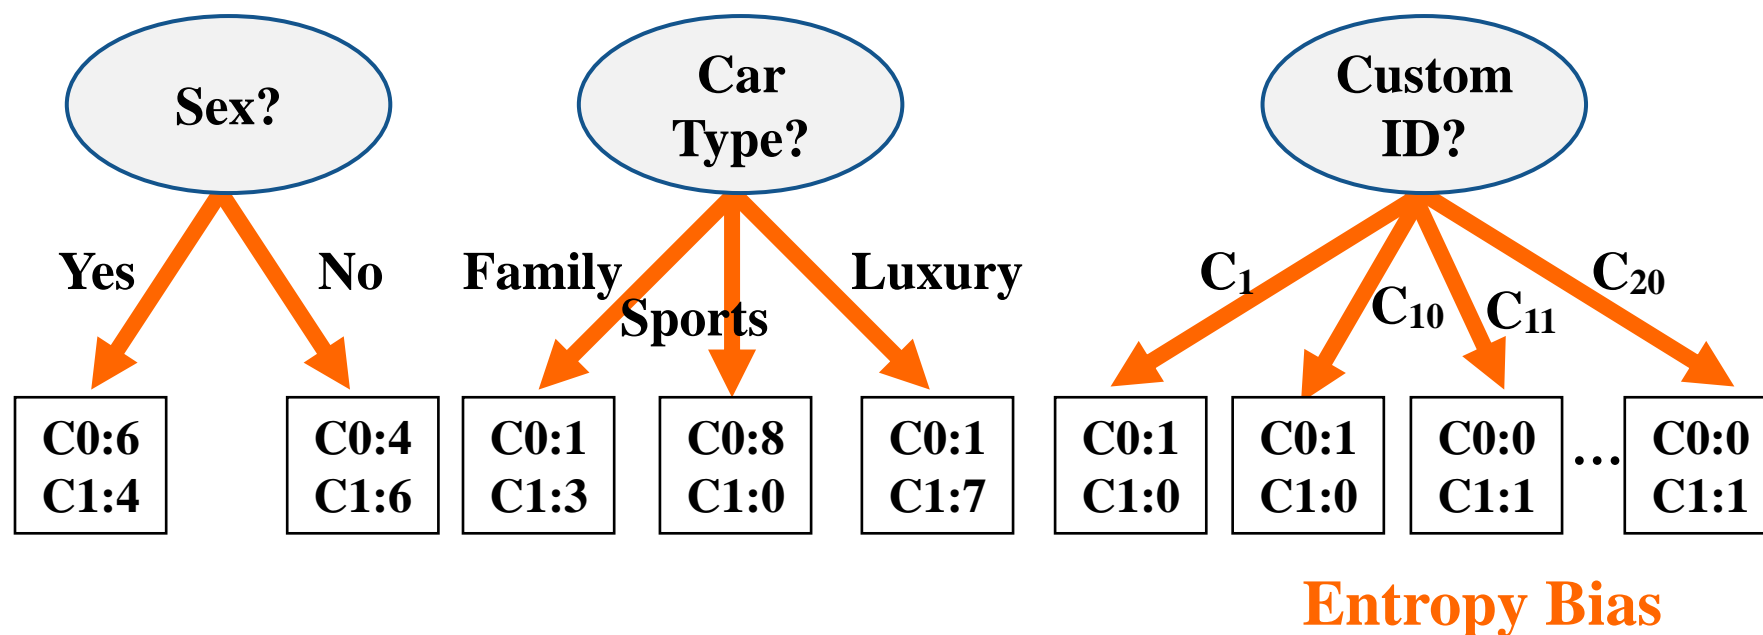 Sex?
Car
Type?
Custom
ID?
Yes
No
Family
Sports
Luxury
C1
C10
C11
C20
C0:6
C1:4
C0:4
C1:6
C0:1
C1:3
C0:8
C1:0
C0:1
C1:7
C0:1
C1:0
C0:1
C1:0
C0:0
C1:1
...
C0:0
C1:1
Entropy Bias